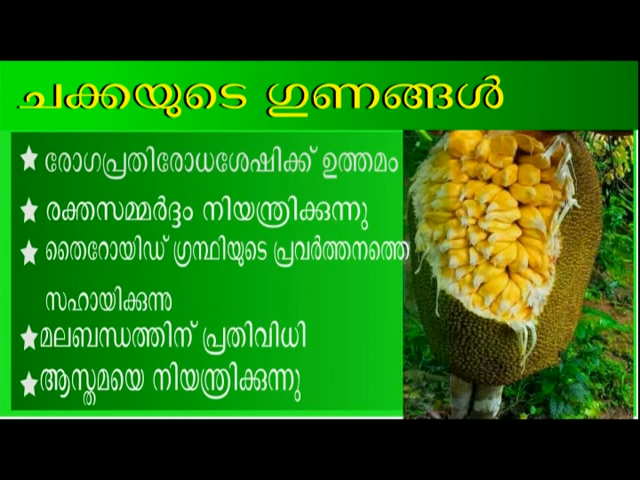 ചക്കയുടെ ഗുണങ്ങൾ
രോഗപ്രതിരോധശേഷിക്ക് ഉത്തമം
രക്തസമ്മർദ്ദം നിയന്ത്രിക്കുന്നു
തൈറോയിഡ് ഗ്രന്ഥിയുടെ പ്രവർത്തനത്തെ
സഹായിക്കുന്നു
മലബന്ധത്തിന് പ്രതിവിധി
ആസ്തമയെ നിയന്ത്രിക്കുന്നു